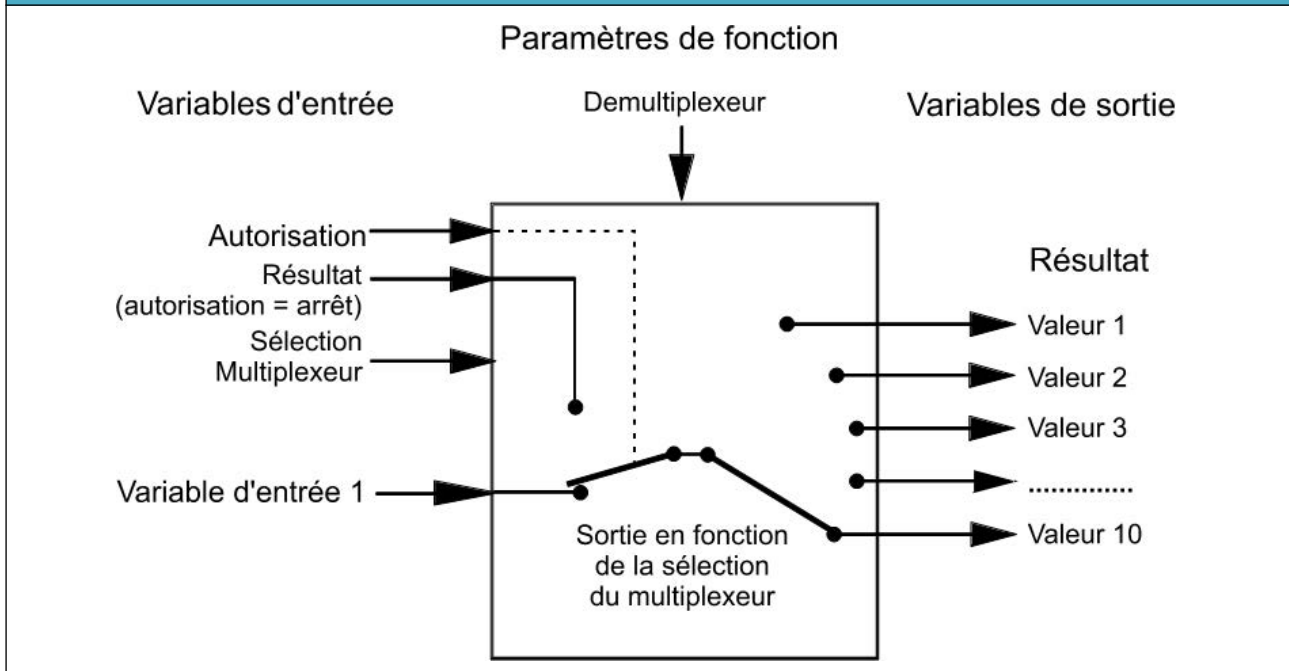 Paramètres de fonction
Variables d'entrée
Demultiplexeur
Variables de sortie
Autorisation
Résultat
(autorisation = arrêt)
Sélection
Multiplexeur
Variable d'entrée 1
Sortie en fonction
de la sélection
du multiplexeur
Résultat
Valeur 1
Valeur 2
Valeur 3
..............
Valeur 10